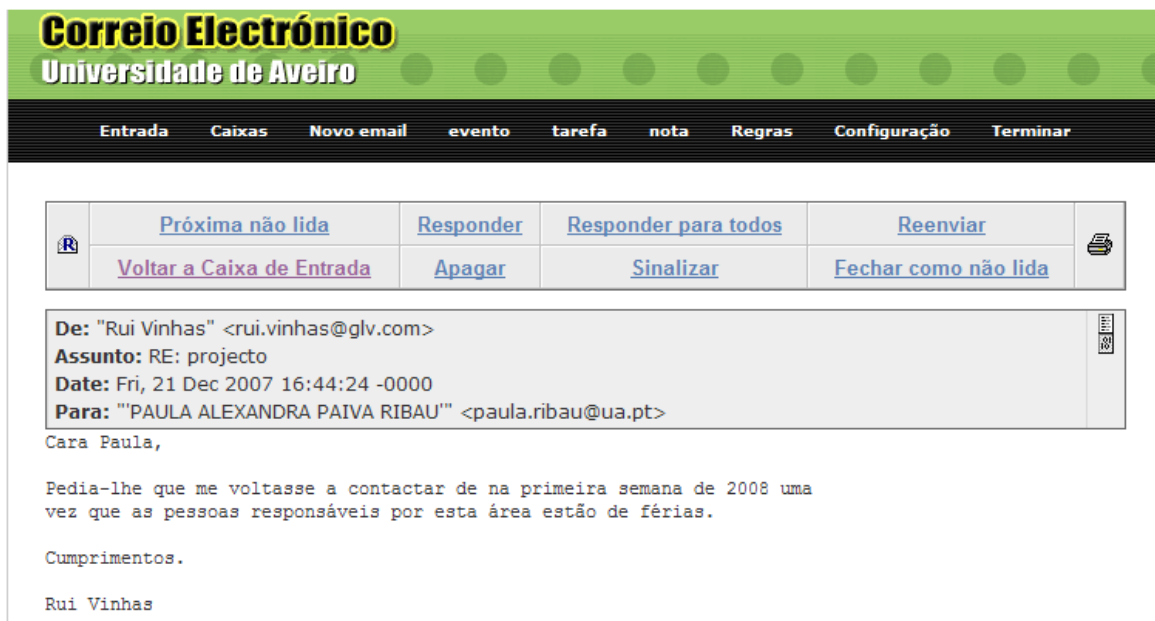 Correio Electrónico
Universidade de Aveiro
Entrada Caixas Novo email evento tarefa nota Regras Configuração Terminar
Próxima não lida Responder Responder para todos Reenviar
Voltar a Caixa de Entrada Apagar Sinalizar Fechar como não lida
De: "Rui Vinhas" <rui.vinhas@glv.com>
Assunto: RE: projecto
Date: Fri, 21 Dec 2007 16:44:24 -0000
Para: "'PAULA ALEXANDRA PAIVA RIBAU'" <paula.ribau@ua.pt>
Cara Paula,
Pedia-lhe que me voltasse a contactar de na primeira semana de 2008 uma
vez que as pessoas responsáveis por esta área estão de férias.
Cumprimentos.
Rui Vinhas